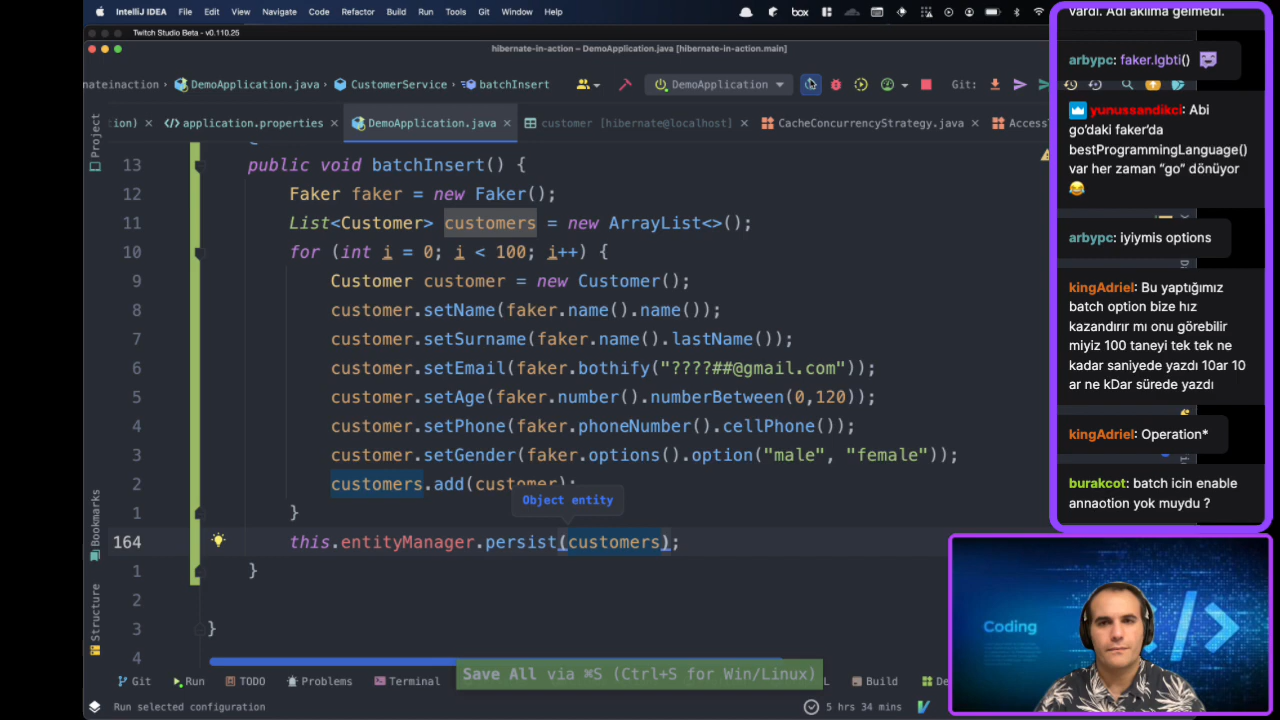 IntelliJ IDEA File Edit View Navigate Code Refactor Build Run Tools Git Window Help
box
Twitch Studio Beta - v0.110.25
hibernate-in-action – DemoApplication.java [hibernate-in-action.main]
nateinaction DemoApplication.java CustomerService batchInsert DemoApplication Git:
ion) application.properties DemoApplication.java customer [hibernate@localhost] CacheConcurrencyStrategy.java Access
Project
13 public void batchInsert() {
12 Faker faker = new Faker();
11 List<Customer> customers = new ArrayList<>();
10 for (int i = 0; i < 100; i++) {
9 Customer customer = new Customer();
8 customer.setName(faker.name().name());
7 customer.setSurname(faker.name().lastName());
6 customer.setEmail(faker.bothify("????##@gmail.com"));
5 customer.setAge(faker.number().numberBetween(0,120));
4 customer.setPhone(faker.phoneNumber().cellPhone());
3 customer.setGender(faker.options().option("male", "female"));
2 customers.add(customer);
Object entity
1 }
164 this.entityManager.persist(customers);
1 }
2
3 }
4
Bookmarks
Structure
Save All via ⌘S (Ctrl+S for Win/Linux)
Git Run TODO Problems Terminal Build De
Run selected configuration 5 hrs 34 mins
vardı. Adı aklıma gelmedi.
arbypc: faker.lgbti()
yunussandikci: Abi
go'daki faker'da
bestProgrammingLanguage()
var her zaman “go” dönüyor
😂
arbypc: iyiymis options
kingAdriel: Bu yaptığımız
batch option bize hız
kazandırır mı onu görebilir
miyiz 100 taneyi tek tek ne
kadar saniyede yazdı 10ar 10
ar ne kDar sürede yazdı
kingAdriel: Operation*
burakcot: batch icin enable
annaotion yok muydu ?
Coding